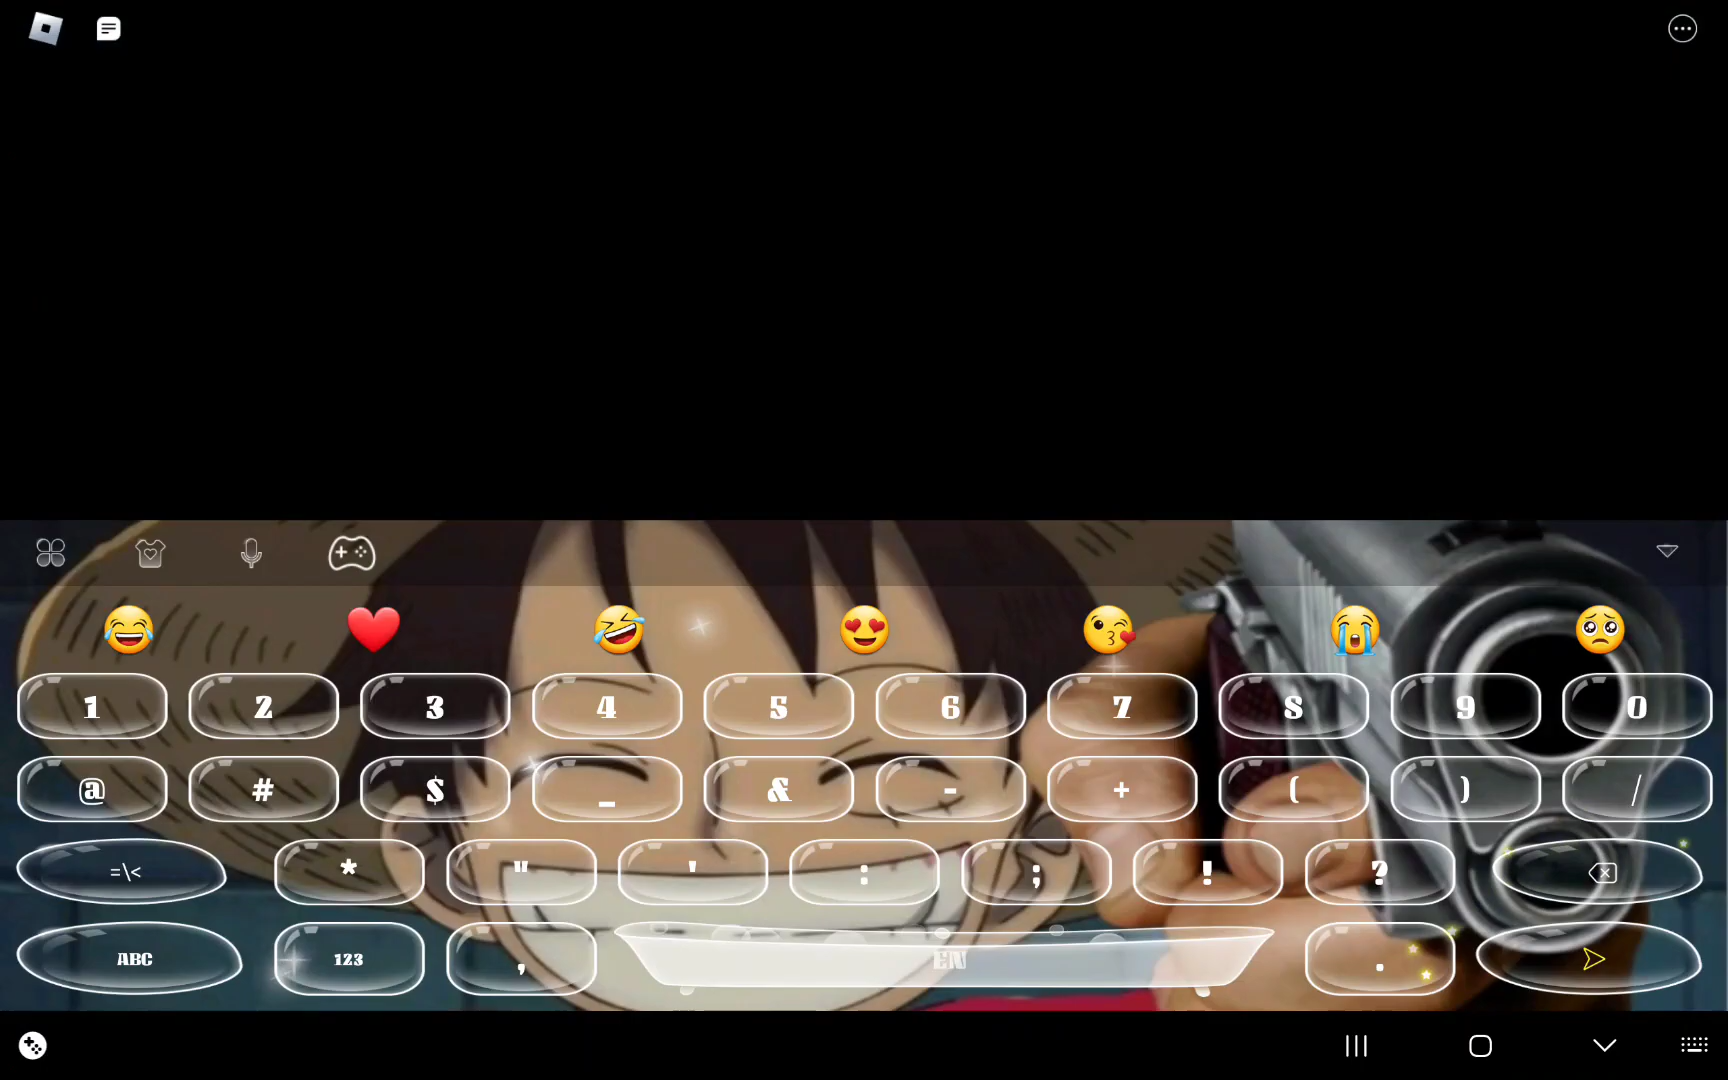 1 2 3 4 5 6 7 8 9 0
@ # $ _ & - + ( ) /
=\< * " ' : ; ! ?
ABC 123 , EN .